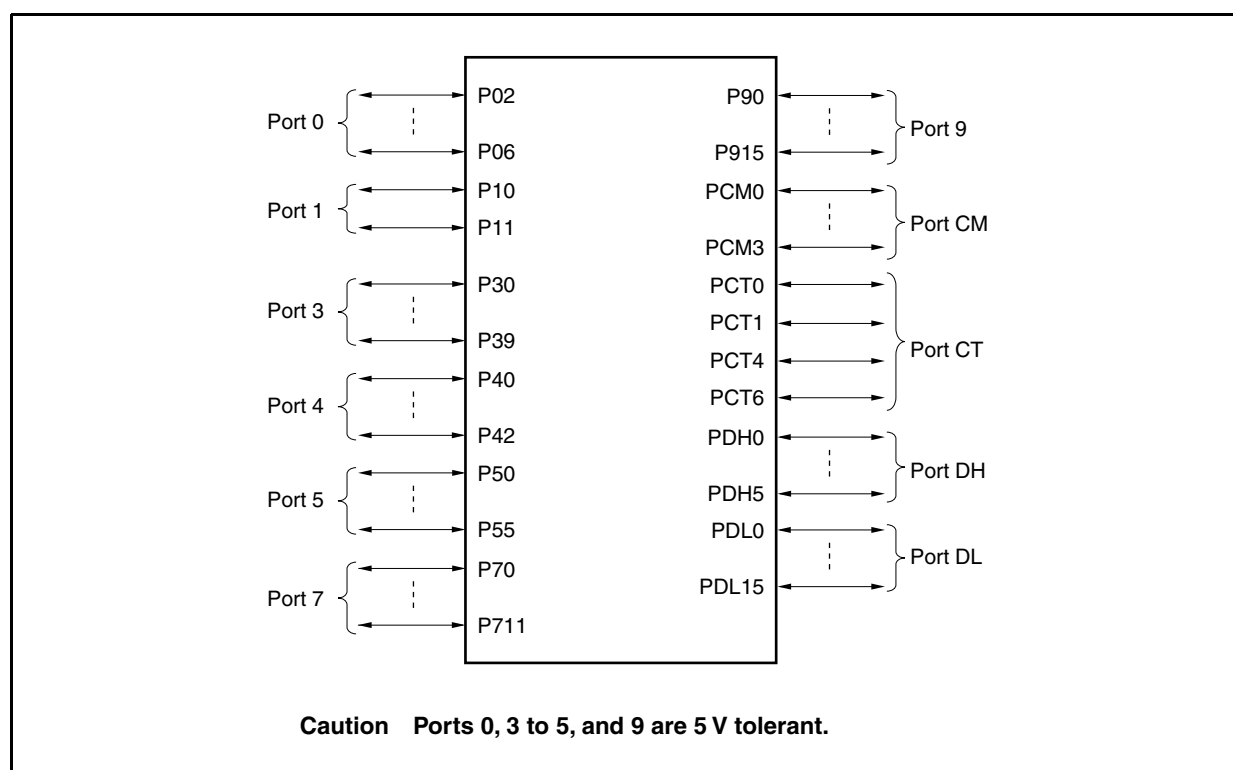 Port 0
P02
P06
Port 1
P10
P11
Port 3
P30
P39
Port 4
P40
P42
Port 5
P50
P55
Port 7
P70
P711
P90
P915
Port 9
PCM0
PCM3
Port CM
PCT0
PCT1
PCT4
PCT6
Port CT
PDH0
PDH5
Port DH
PDL0
PDL15
Port DL
Caution Ports 0, 3 to 5, and 9 are 5 V tolerant.